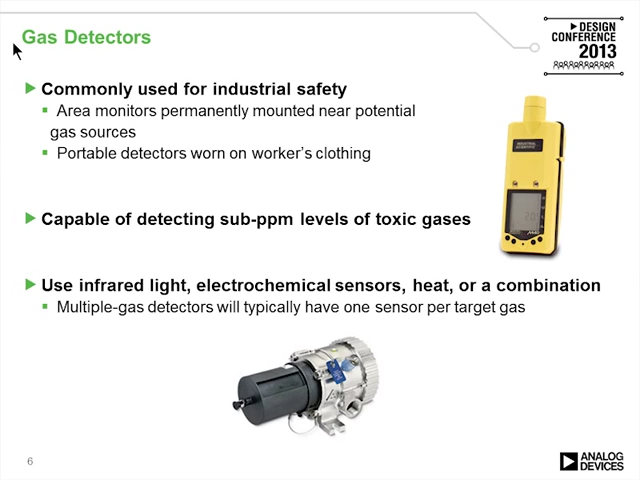 Gas Detectors
DESIGN
CONFERENCE
2013
Commonly used for industrial safety
Area monitors permanently mounted near potential
gas sources
Portable detectors worn on worker's clothing
Capable of detecting sub-ppm levels of toxic gases
Use infrared light, electrochemical sensors, heat, or a combination
Multiple-gas detectors will typically have one sensor per target gas
6
ANALOG
DEVICES